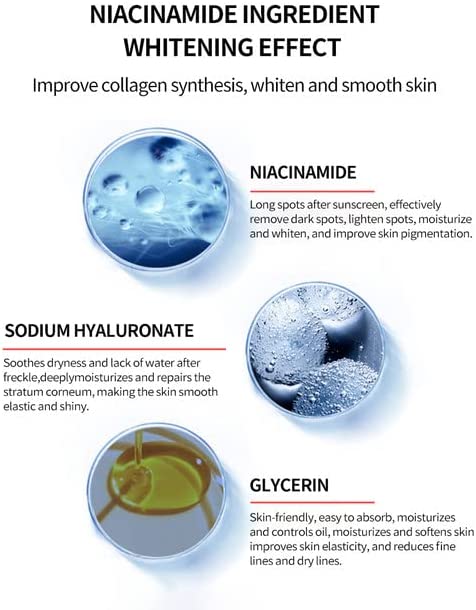 NIACINAMIDE INGREDIENT
WHITENING EFFECT
Improve collagen synthesis, whiten and smooth skin
NIACINAMIDE
Long spots after sunscreen, effectively
remove dark spots, lighten spots, moisturize
and whiten, and improve skin pigmentation.
SODIUM HYALURONATE
Soothes dryness and lack of water after
freckle,deeplymoisturizes and repairs the
stratum corneum, making the skin smooth
elastic and shiny.
GLYCERIN
Skin-friendly, easy to absorb, moisturizes
and controls oil, moisturizes and softens skin
improves skin elasticity, and reduces fine
lines and dry lines.